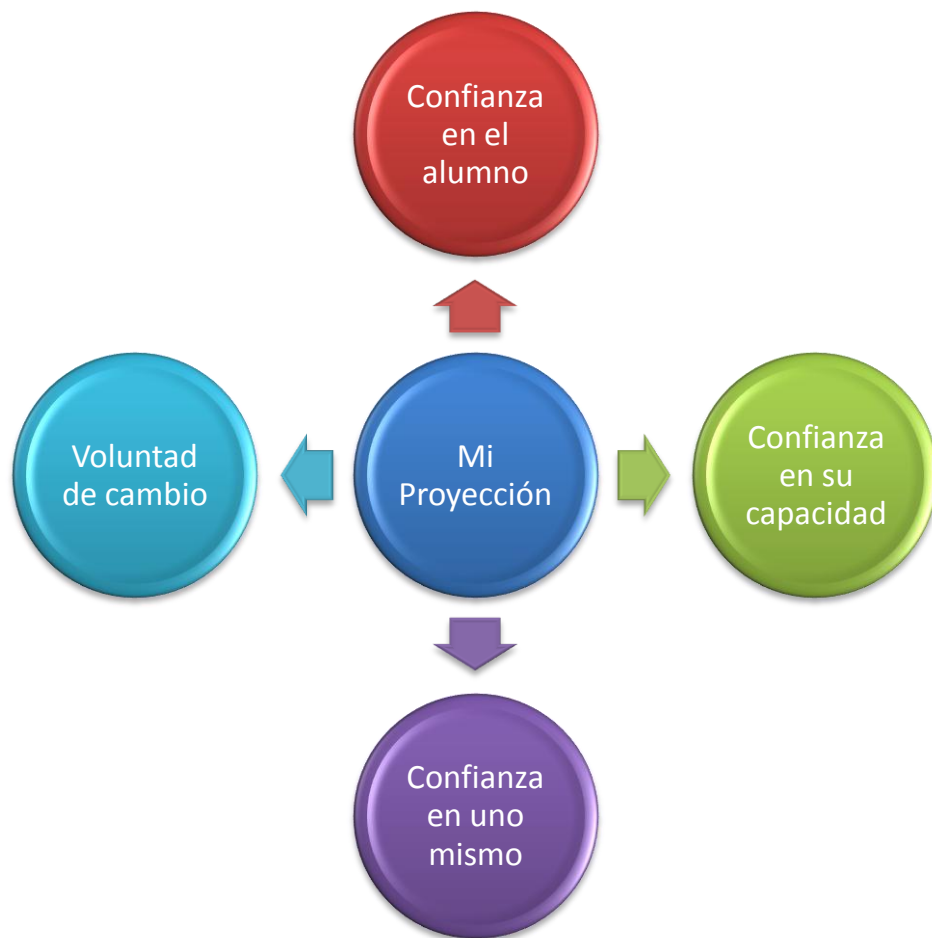 Confianza
en el
alumno
Voluntad
de cambio
Mi
Proyección
Confianza
en su
capacidad
Confianza
en uno
mismo